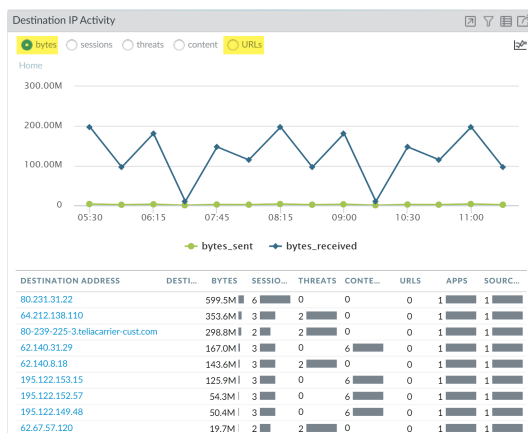 Destination IP Activity
bytes sessions threats content URLs
Home
300.00M
200.00M
100.00M
0
05:30 06:15 07:45 08:15 09:00 10:30 11:00
bytes_sent bytes_received
DESTINATION ADDRESS DESTI... BYTES SESSIO... THREATS CONTE... URLS APPS SOURC...
80.231.31.22 599.5M 6 0 0 0 1 1
64.212.138.110 353.6M 3 2 0 0 1 1
80-239-225-3.teliacarrier-cust.com 298.8M 2 2 0 0 1 1
62.140.31.29 167.0M 3 0 6 0 1 1
62.140.8.18 143.6M 3 2 0 0 1 1
195.122.153.15 125.9M 3 0 6 0 1 1
195.122.152.57 54.3M 3 0 6 0 1 1
195.122.149.48 50.4M 3 0 6 0 1 1
62.67.57.120 19.7M 2 2 0 0 1 1